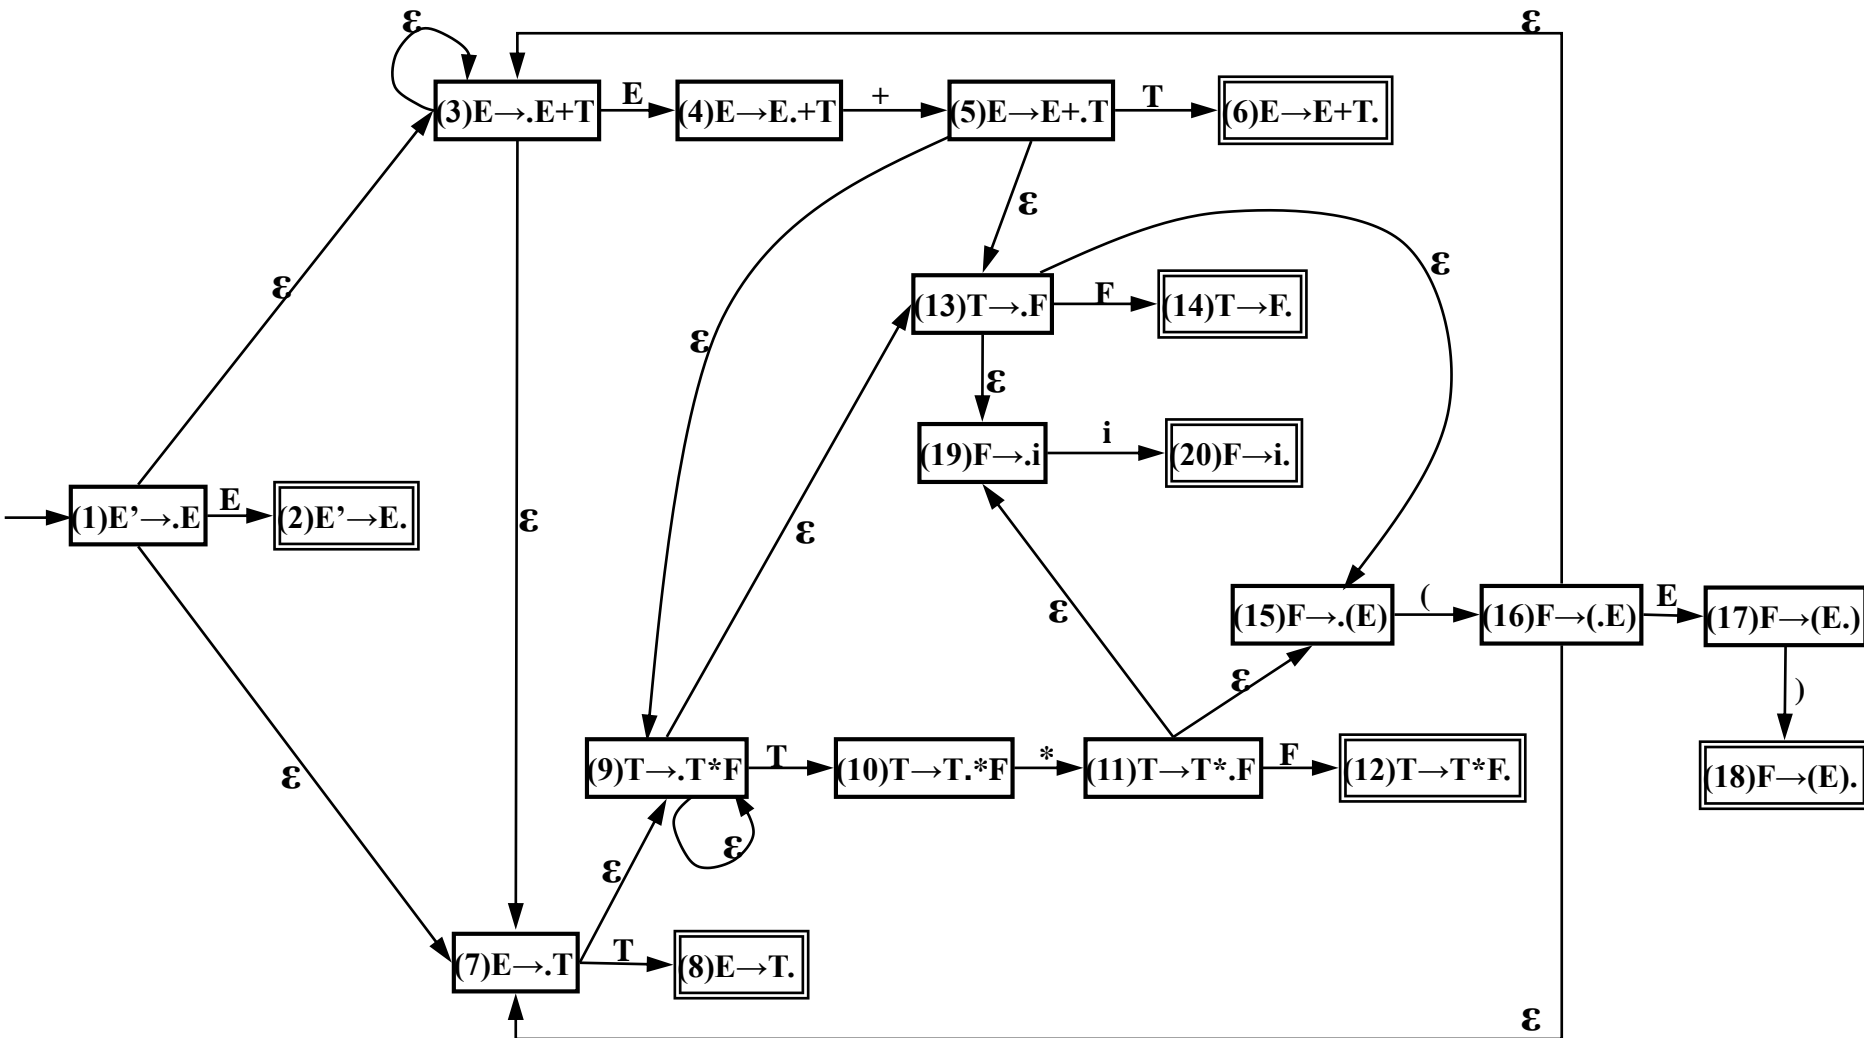 ε ε
(3)E→.E+T E (4)E→E.+T + (5)E→E+.T T (6)E→E+T.
ε
ε
ε (13)T→.F F (14)T→F.
ε
ε
(19)F→.i i (20)F→i.
(1)E’→.E E (2)E’→E.
ε
ε
ε (15)F→.(E) ( (16)F→(.E) E (17)F→(E.)
ε )
(9)T→.T*F T (10)T→T.*F * (11)T→T*.F F (12)T→T*F. (18)F→(E).
ε
ε
ε
(7)E→.T T (8)E→T.
ε